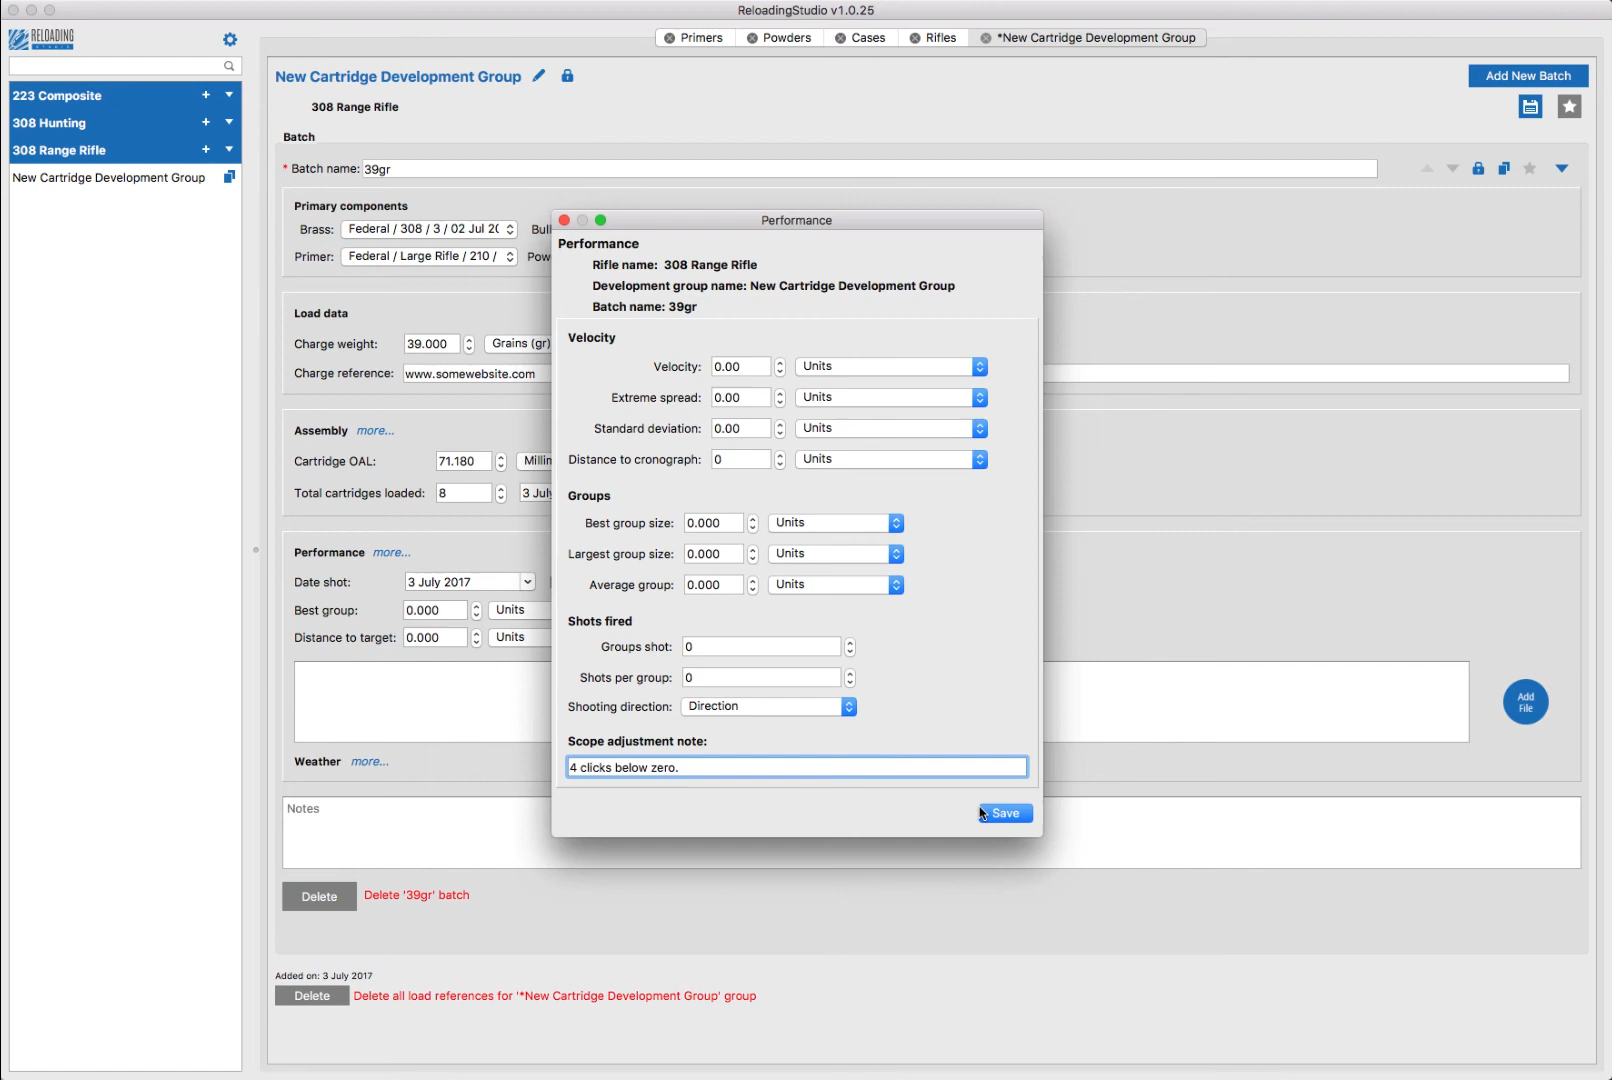 ReloadingStudio v1.0.25
RELOADING
STUDIO
Primers
Powders
Cases
Rifles
*New Cartridge Development Group
223 Composite
308 Hunting
308 Range Rifle
New Cartridge Development Group
New Cartridge Development Group
Add New Batch
308 Range Rifle
Batch
* Batch name: 39gr
Primary components
Brass: Federal / 308 / 3 / 02 Jul 20 Bull
Primer: Federal / Large Rifle / 210 / Pow
Load data
Charge weight: 39.000 Grains (gr)
Charge reference: www.somewebsite.com
Assembly more...
Cartridge OAL: 71.180 Millin
Total cartridges loaded: 8 3 July
Performance more...
Date shot: 3 July 2017
Best group: 0.000 Units
Distance to target: 0.000 Units
Add
File
Weather more...
Notes
Delete Delete '39gr' batch
Added on: 3 July 2017
Delete Delete all load references for '*New Cartridge Development Group' group
Performance
Performance
Rifle name: 308 Range Rifle
Development group name: New Cartridge Development Group
Batch name: 39gr
Velocity
Velocity: 0.00 Units
Extreme spread: 0.00 Units
Standard deviation: 0.00 Units
Distance to cronograph: 0 Units
Groups
Best group size: 0.000 Units
Largest group size: 0.000 Units
Average group: 0.000 Units
Shots fired
Groups shot: 0
Shots per group: 0
Shooting direction: Direction
Scope adjustment note:
4 clicks below zero.
Save